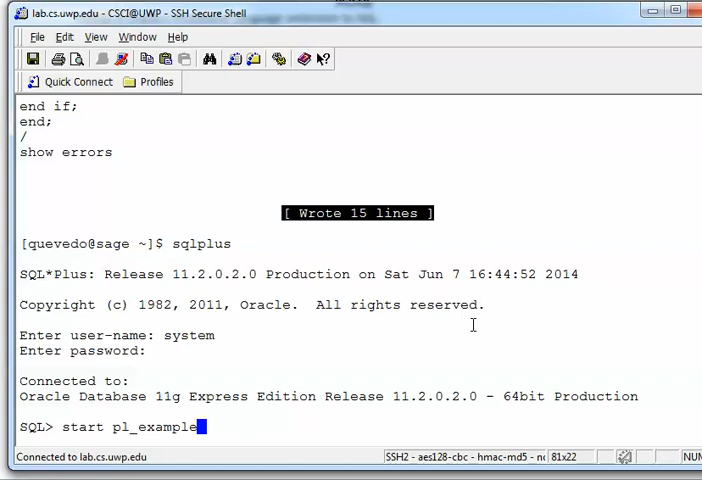 lab.cs.uwp.edu - CSCI@UWP - SSH Secure Shell
File Edit View Window Help
Quick Connect Profiles
end if;
end;
/
show errors
[ Wrote 15 lines ]
[quevedo@sage ~]$ sqlplus
SQL*Plus: Release 11.2.0.2.0 Production on Sat Jun 7 16:44:52 2014
Copyright (c) 1982, 2011, Oracle.  All rights reserved.
Enter user-name: system
Enter password:
Connected to:
Oracle Database 11g Express Edition Release 11.2.0.2.0 - 64bit Production
SQL> start pl_example
Connected to lab.cs.uwp.edu SSH2 - aes128-cbc - hmac-md5 - nc 81x22 NUM